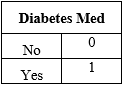 Diabetes Med
No 0
Yes 1